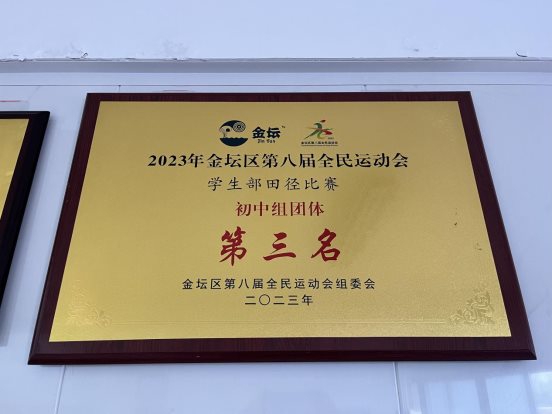 金坛
Jin Tan
2023年金坛区第八届全民运动会
学生部田径比赛
初中组团体
第三名
金坛区第八届全民运动会组委会
二〇二三年